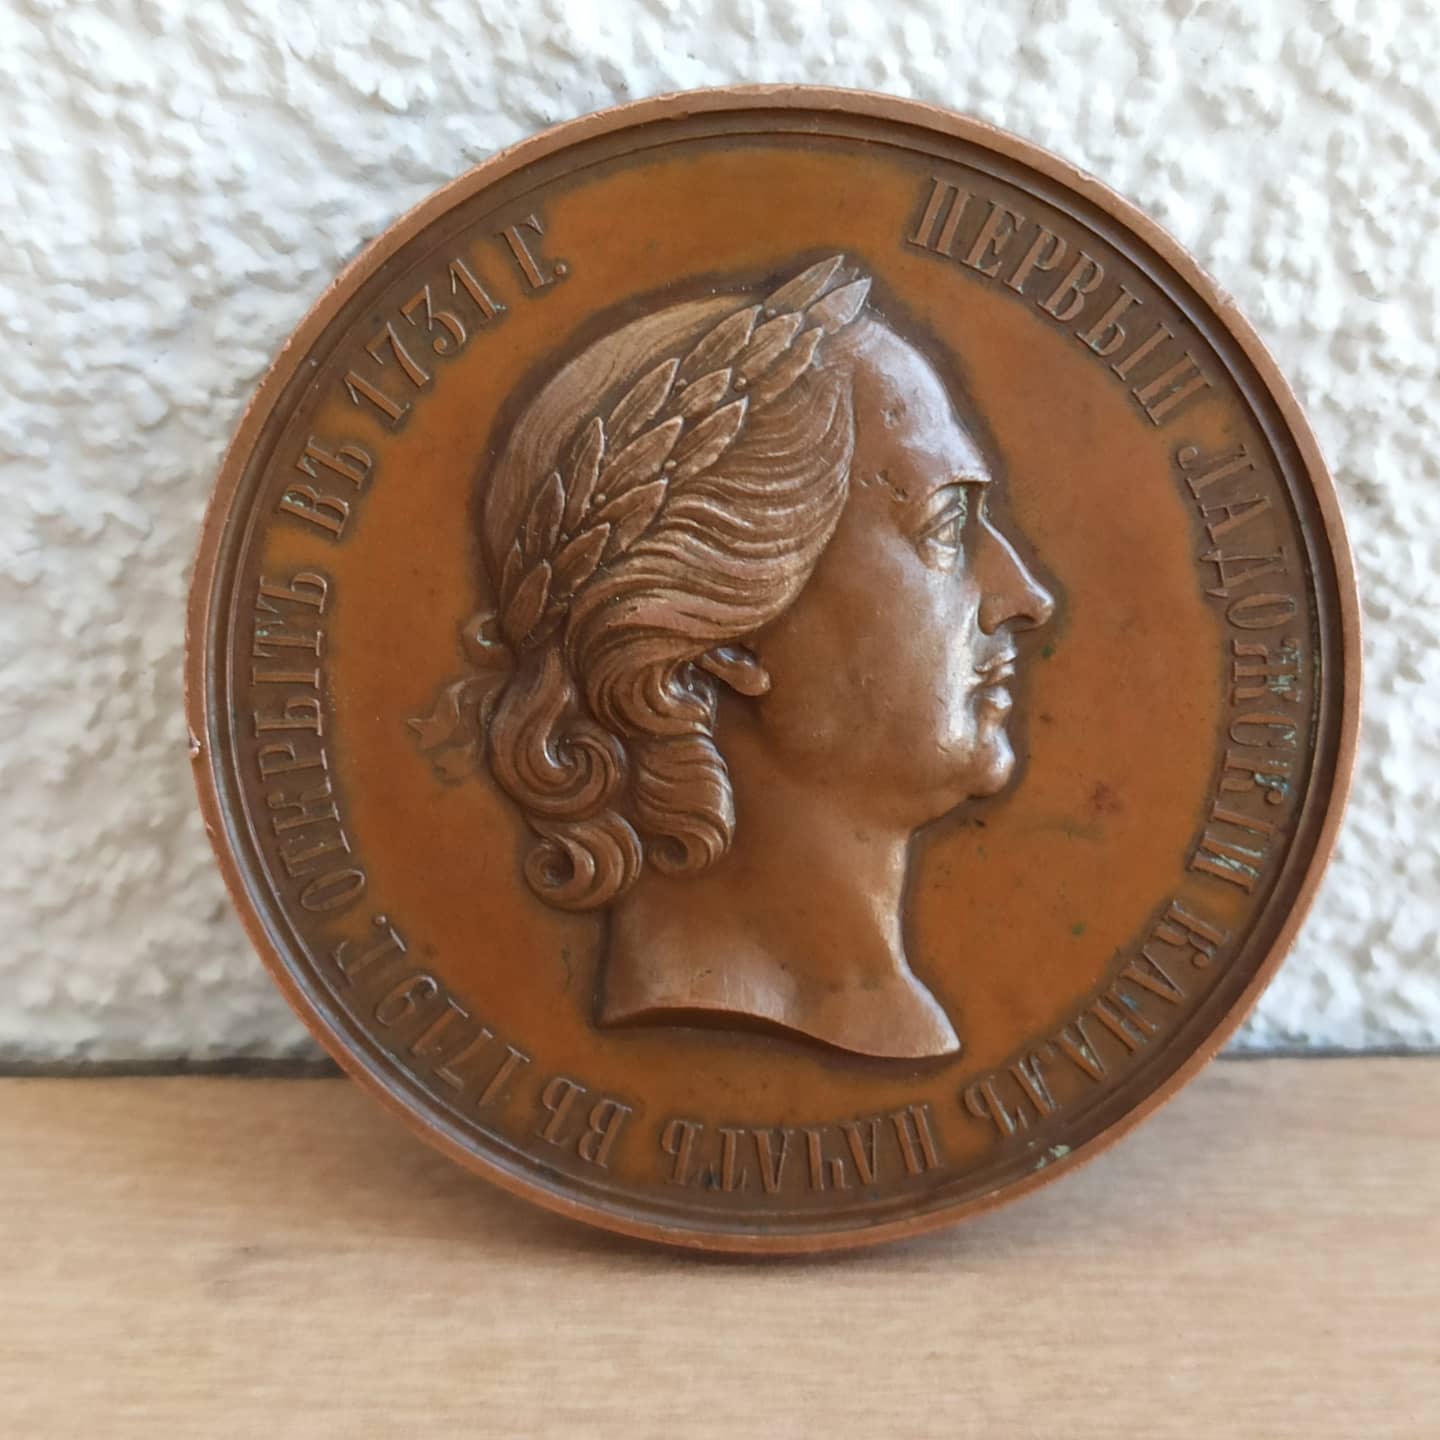 ПЕРВЫЙ ЛАДОЖСКІЙ КАНАЛЪ НАЧАТЪ ВЪ 1719 Г. ОТКРЫТЪ ВЪ 1731 Г.